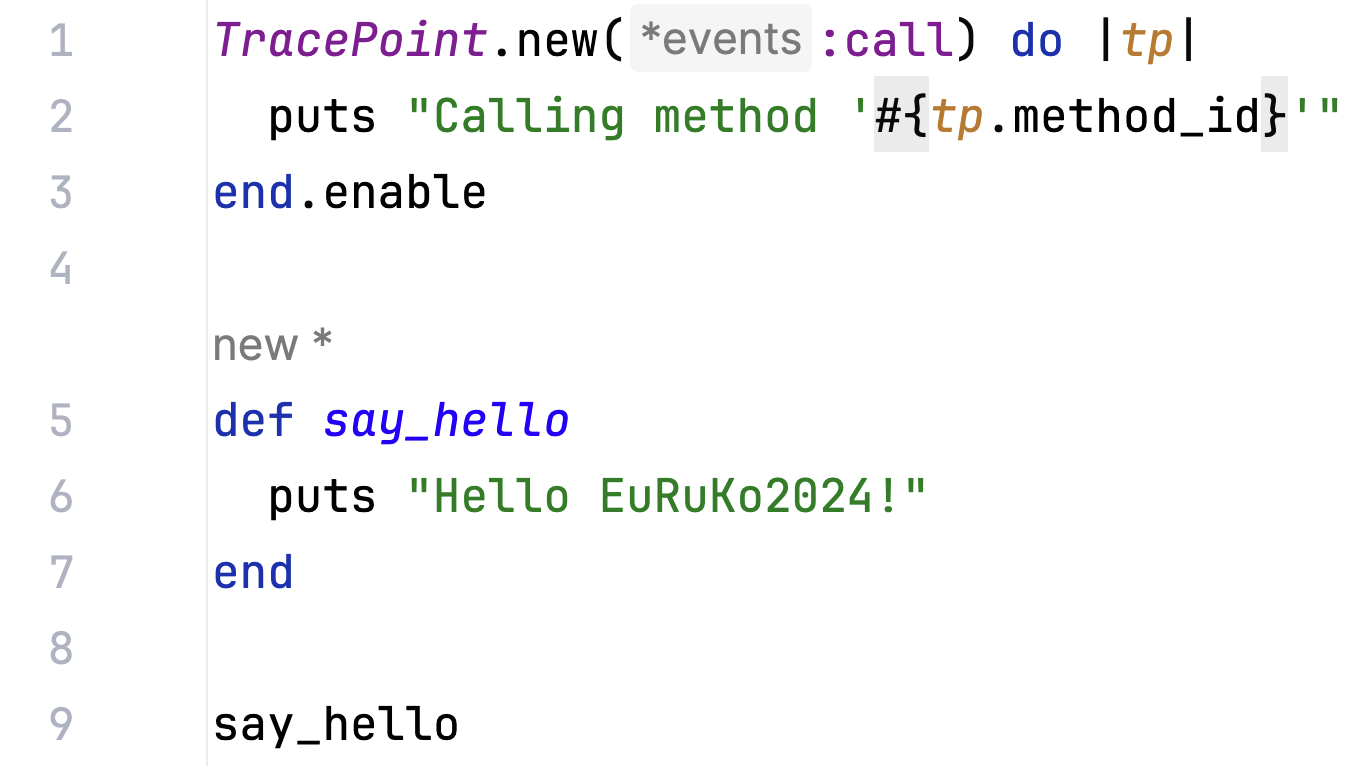 1 TracePoint.new( *events :call) do |tp|
2   puts "Calling method '#{tp.method_id}'"
3 end.enable
4
new *
5 def say_hello
6   puts "Hello EuRuKo2024!"
7 end
8
9 say_hello